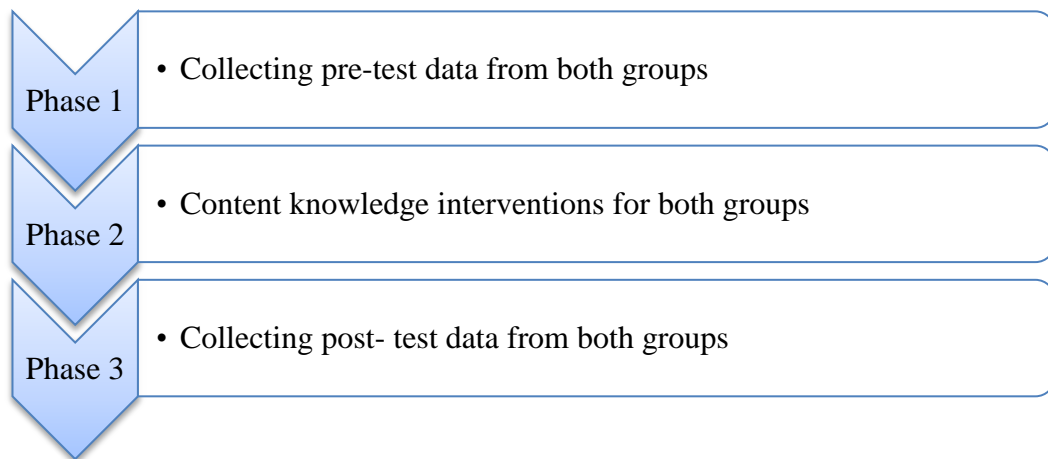 Phase 1
• Collecting pre-test data from both groups
Phase 2
• Content knowledge interventions for both groups
Phase 3
• Collecting post- test data from both groups